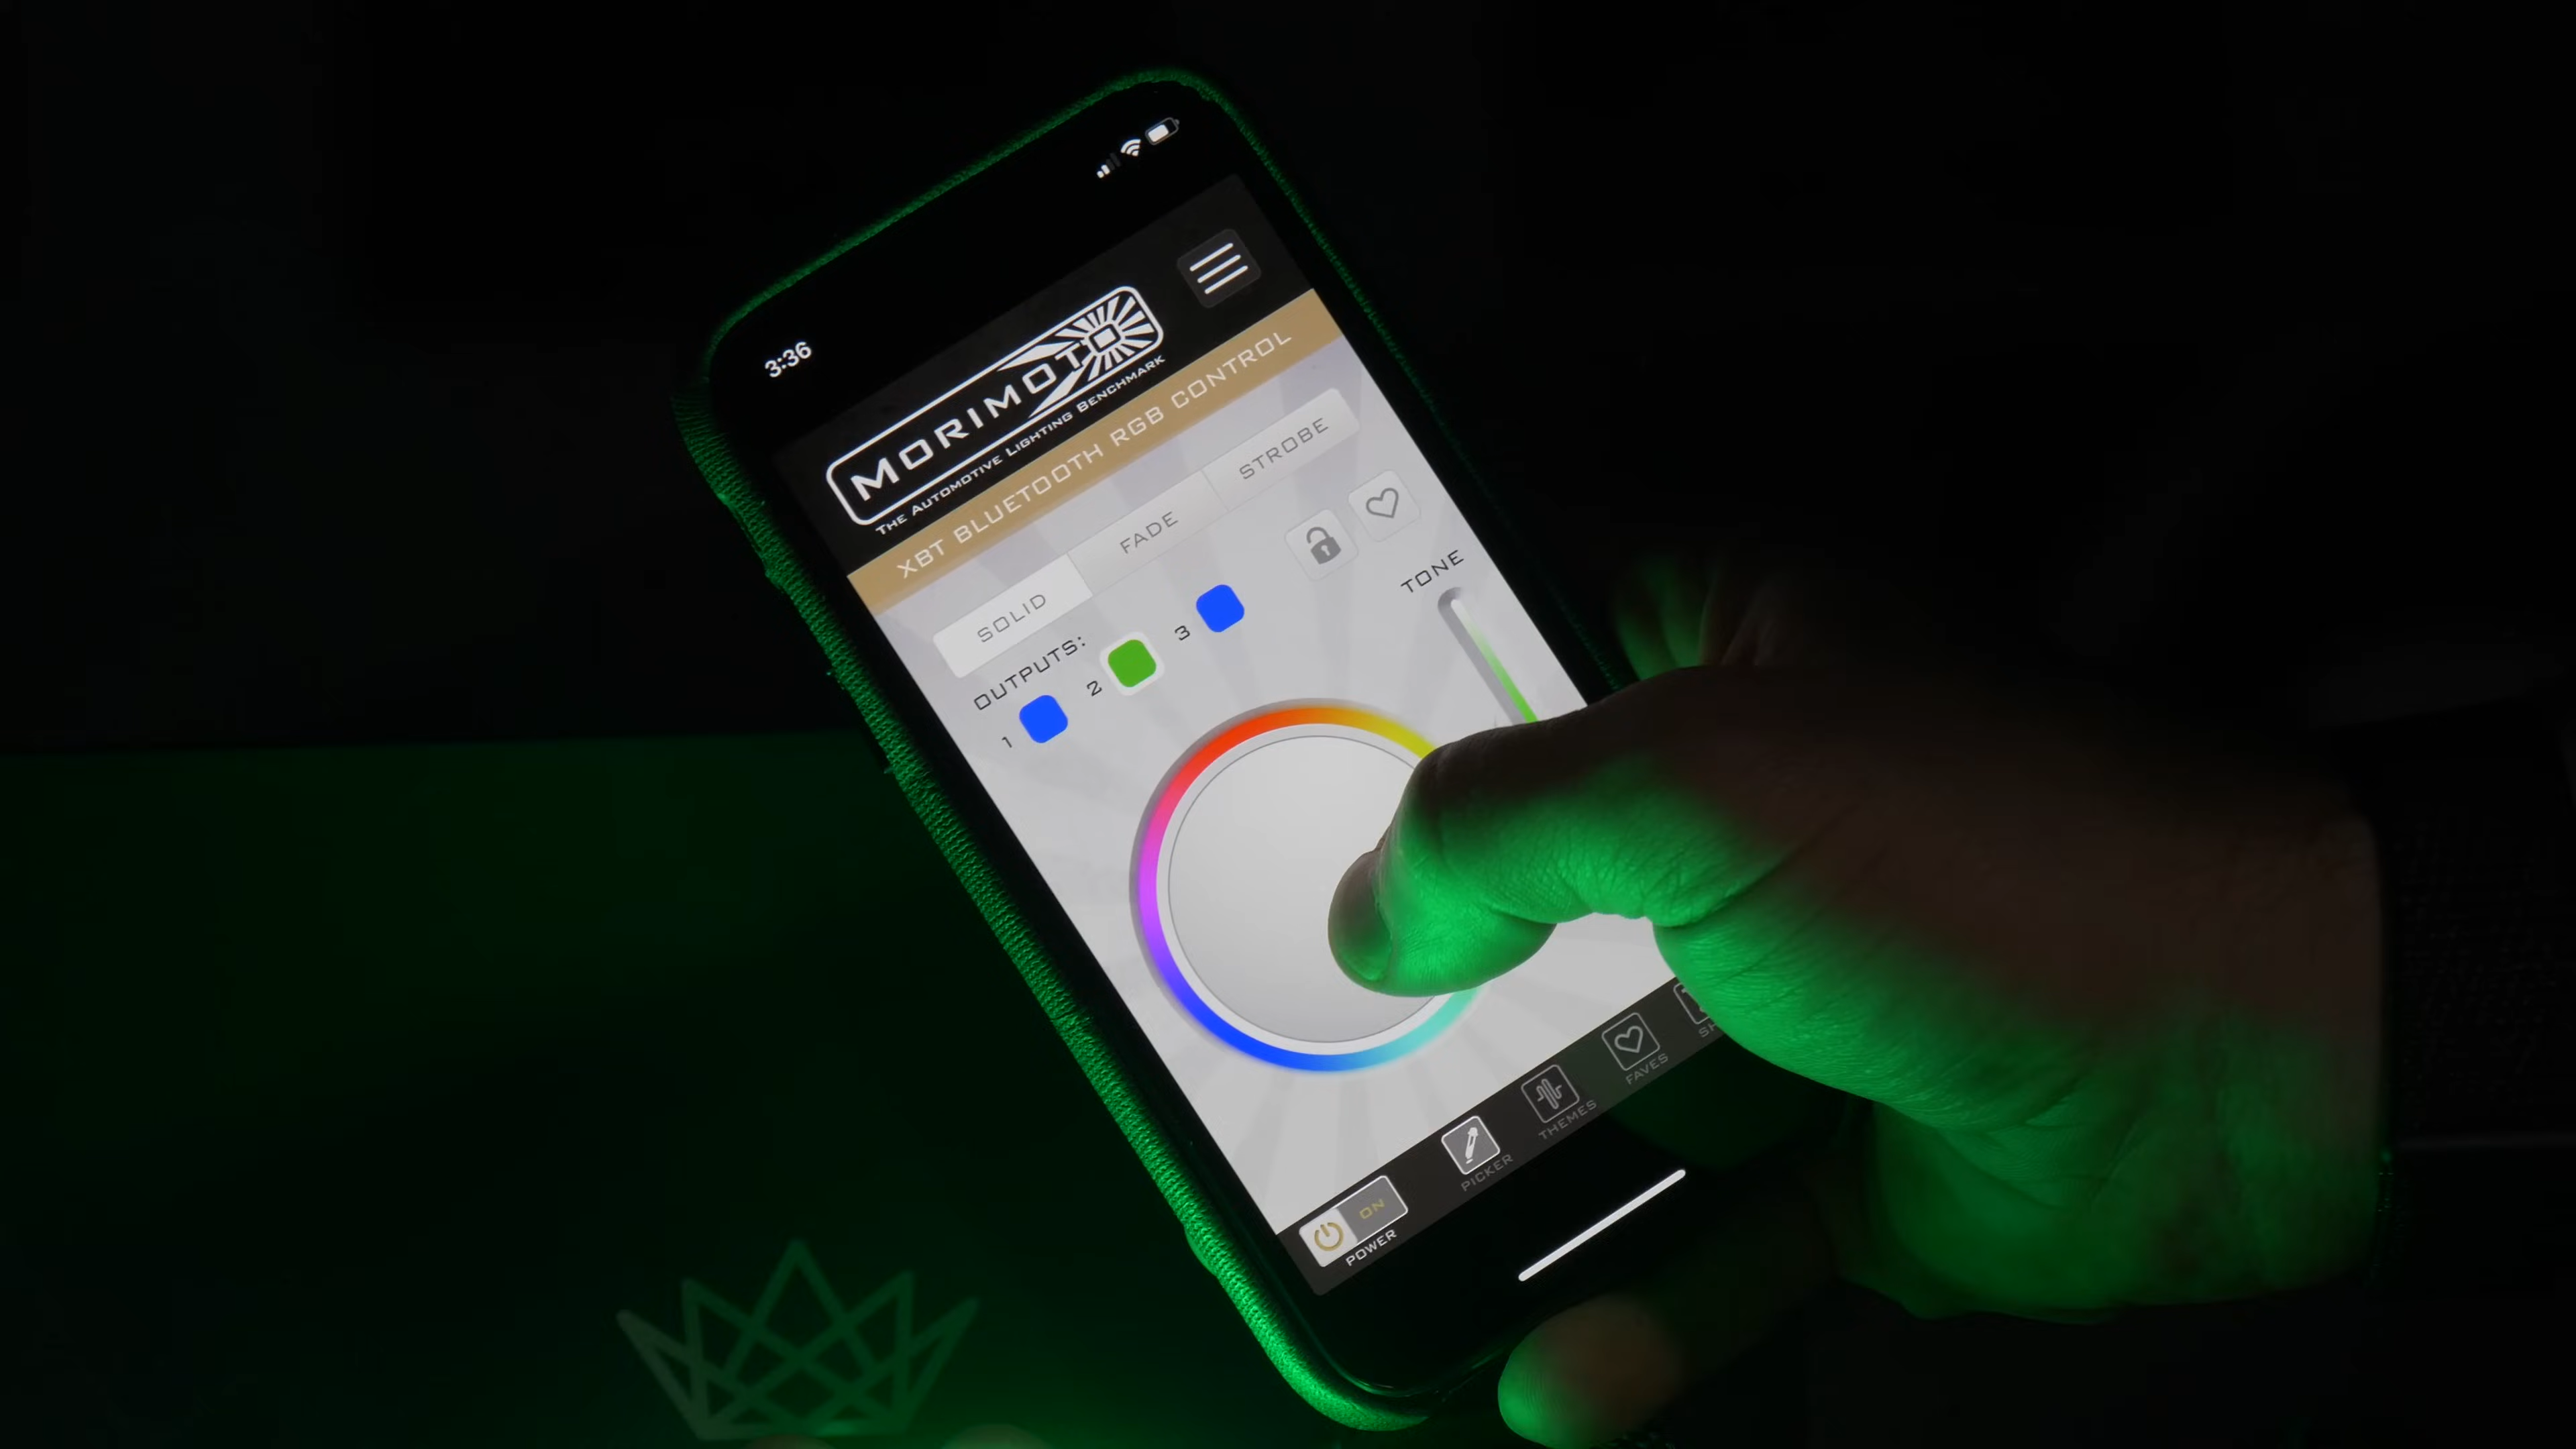 3:36
MORIMOTO
THE AUTOMOTIVE LIGHTING BENCHMARK
XBT BLUETOOTH RGB CONTROL
SOLID FADE STROBE
OUTPUTS:
1 2 3
TONE
ON
POWER PICKER THEMES FAVES